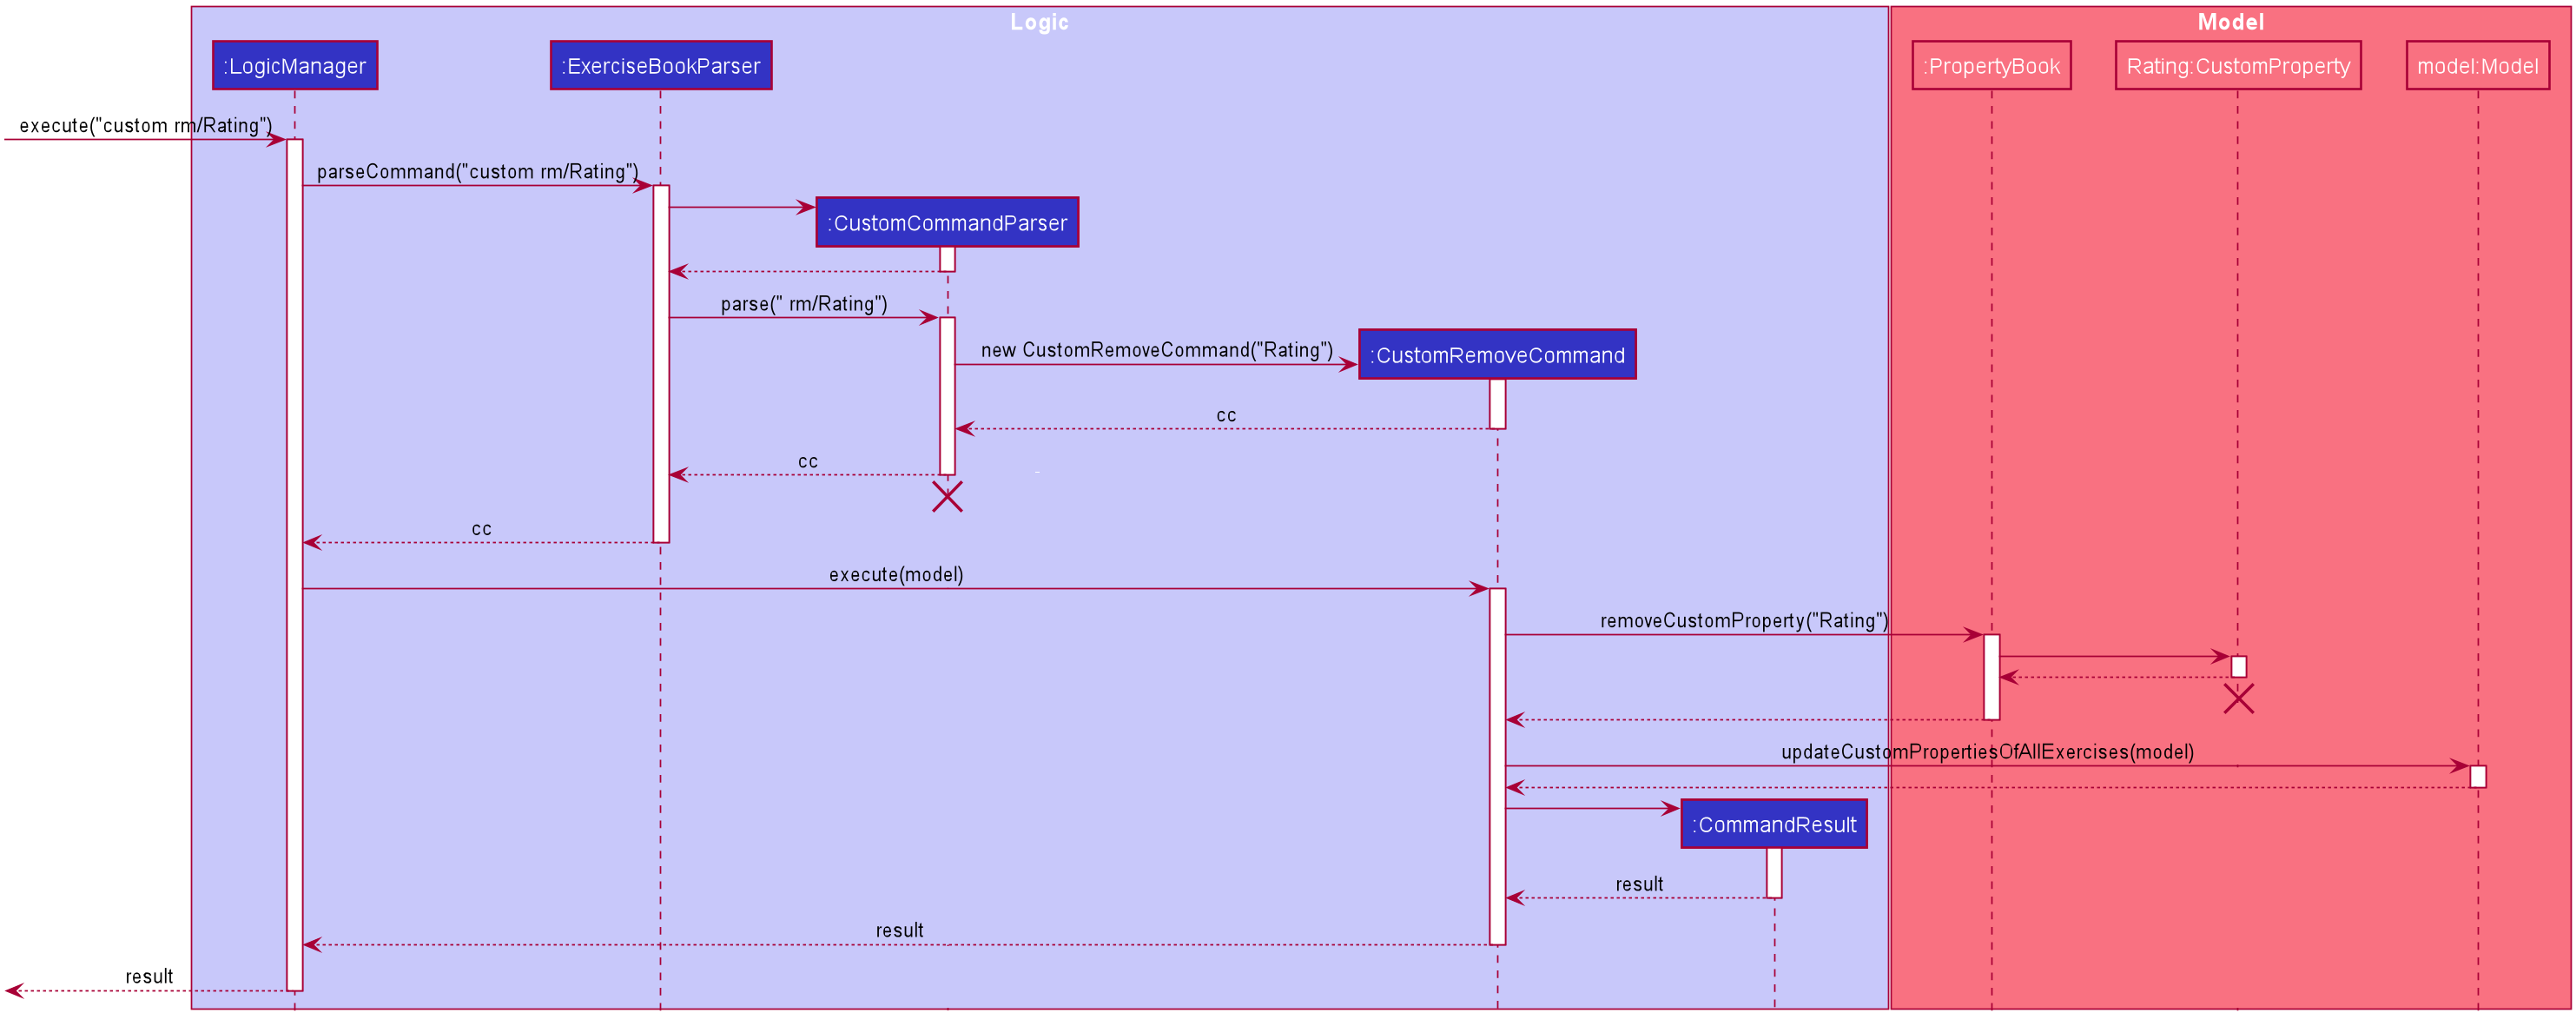 Logic
Model
:LogicManager
:ExerciseBookParser
:PropertyBook
Rating:CustomProperty
model:Model
execute("custom rm/Rating")
parseCommand("custom rm/Rating")
:CustomCommandParser
parse(" rm/Rating")
new CustomRemoveCommand("Rating")
:CustomRemoveCommand
cc
cc
cc
execute(model)
removeCustomProperty("Rating")
updateCustomPropertiesOfAllExercises(model)
:CommandResult
result
result
result